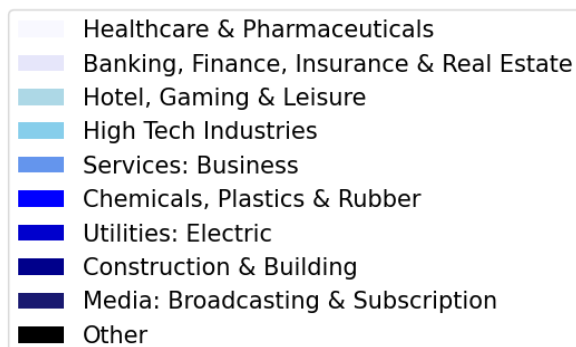 Healthcare & Pharmaceuticals
Banking, Finance, Insurance & Real Estate
Hotel, Gaming & Leisure
High Tech Industries
Services: Business
Chemicals, Plastics & Rubber
Utilities: Electric
Construction & Building
Media: Broadcasting & Subscription
Other